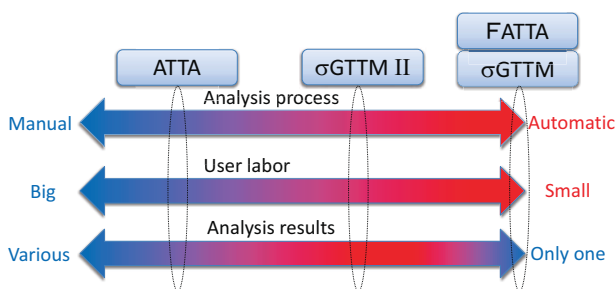 FATTA
ATTA
σGTTM II
σGTTM
Analysis process
Manual
Automatic
User labor
Big
Small
Analysis results
Various
Only one